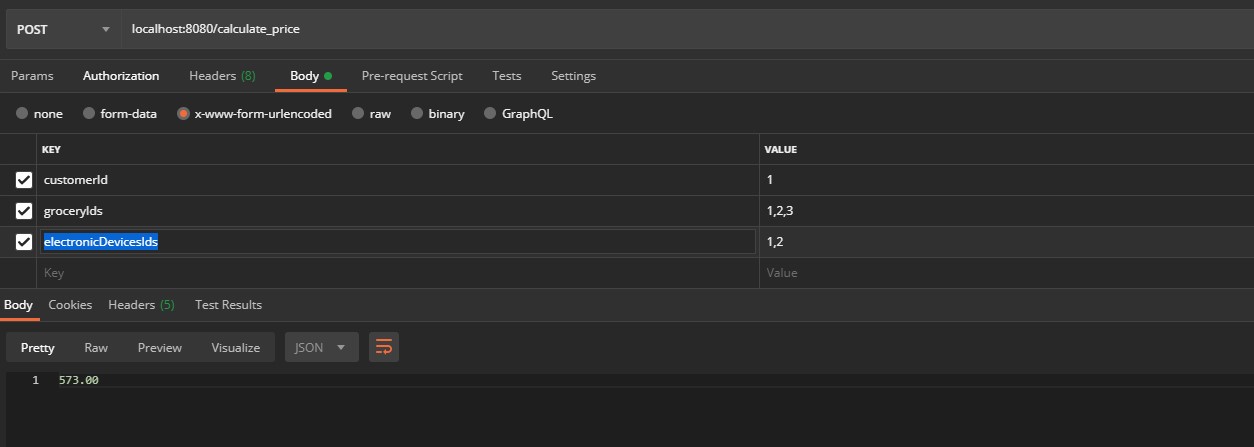 POST localhost:8080/calculate_price
Params Authorization Headers (8) Body Pre-request Script Tests Settings
none form-data x-www-form-urlencoded raw binary GraphQL
KEY VALUE
customerId 1
groceryIds 1,2,3
electronicDevicesIds 1,2
Key Value
Body Cookies Headers (5) Test Results
Pretty Raw Preview Visualize JSON
1 573.00